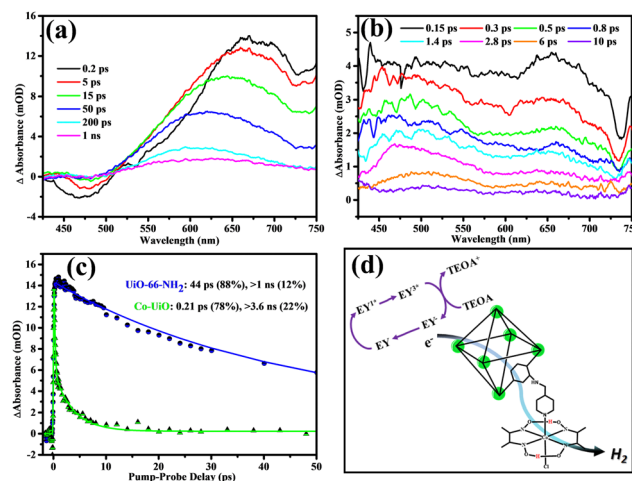 (a)
0.2 ps
5 ps
15 ps
50 ps
200 ps
1 ns
Δ Absorbance (mOD)
14
12
10
8
6
4
2
0
-2
-4
450 500 550 600 650 700 750
Wavelength (nm)
(b)
0.15 ps 0.3 ps 0.5 ps 0.8 ps
1.4 ps 2.8 ps 6 ps 10 ps
Δ Absorbance (mOD)
5
4
3
2
1
0
450 500 550 600 650 700 750
Wavelength (nm)
(c)
UiO-66-NH₂: 44 ps (88%), >1 ns (12%)
Co-UiO: 0.21 ps (78%), >3.6 ns (22%)
ΔAbsorbance (mOD)
16
14
12
10
8
6
4
2
0
-2
0 10 20 30 40 50
Pump-Probe Delay (ps)
(d)
TEOA⁺
EY¹* EY³*
TEOA
EY EY⁻
e⁻
NH
N
O H O
N N
N N
O H O
Cl
H₂